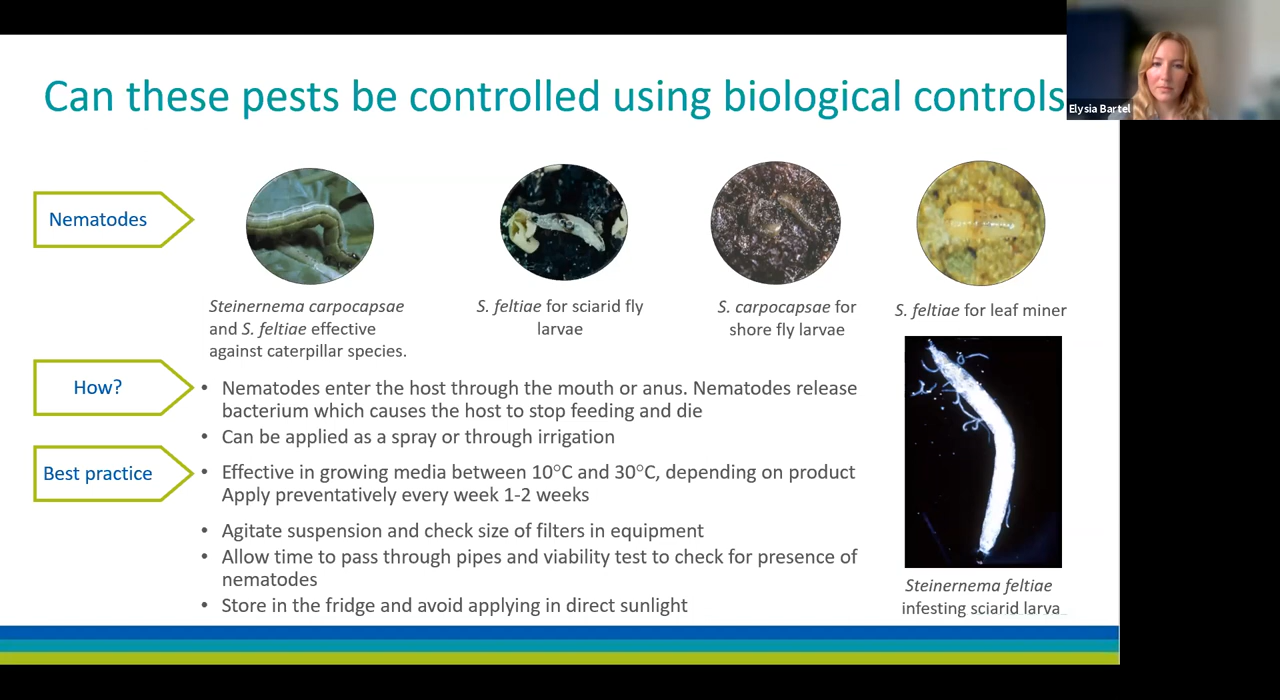 Can these pests be controlled using biological controls
Elysia Bartel
Nematodes
Steinernema carpocapsae
and S. feltiae effective
against caterpillar species.
S. feltiae for sciarid fly
larvae
S. carpocapsae for
shore fly larvae
S. feltiae for leaf miner
How?
• Nematodes enter the host through the mouth or anus. Nematodes release
bacterium which causes the host to stop feeding and die
• Can be applied as a spray or through irrigation
Best practice
• Effective in growing media between 10°C and 30°C, depending on product
Apply preventatively every week 1-2 weeks
• Agitate suspension and check size of filters in equipment
• Allow time to pass through pipes and viability test to check for presence of
nematodes
• Store in the fridge and avoid applying in direct sunlight
Steinernema feltiae
infesting sciarid larva